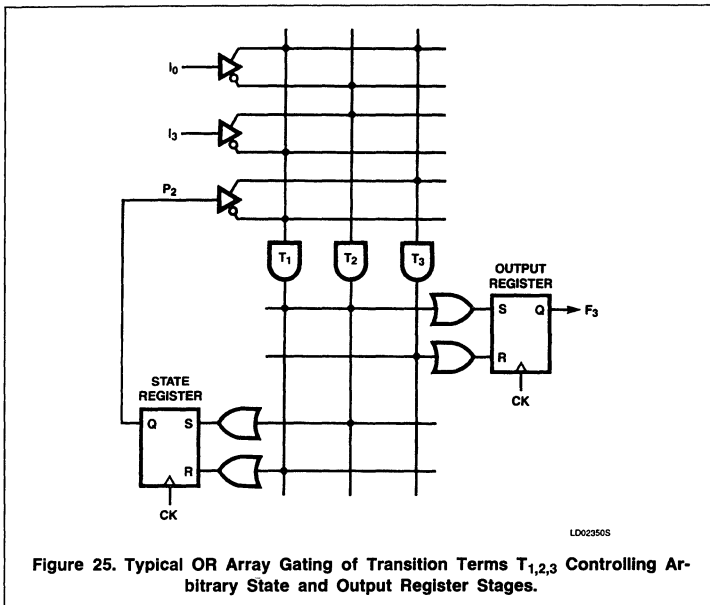 I₀
I₃
P₂
T₁ T₂ T₃
OUTPUT
REGISTER
S Q F₃
R
CK
STATE
REGISTER
Q S
R
CK
LD02350S
Figure 25. Typical OR Array Gating of Transition Terms T₁,₂,₃ Controlling Ar-
bitrary State and Output Register Stages.